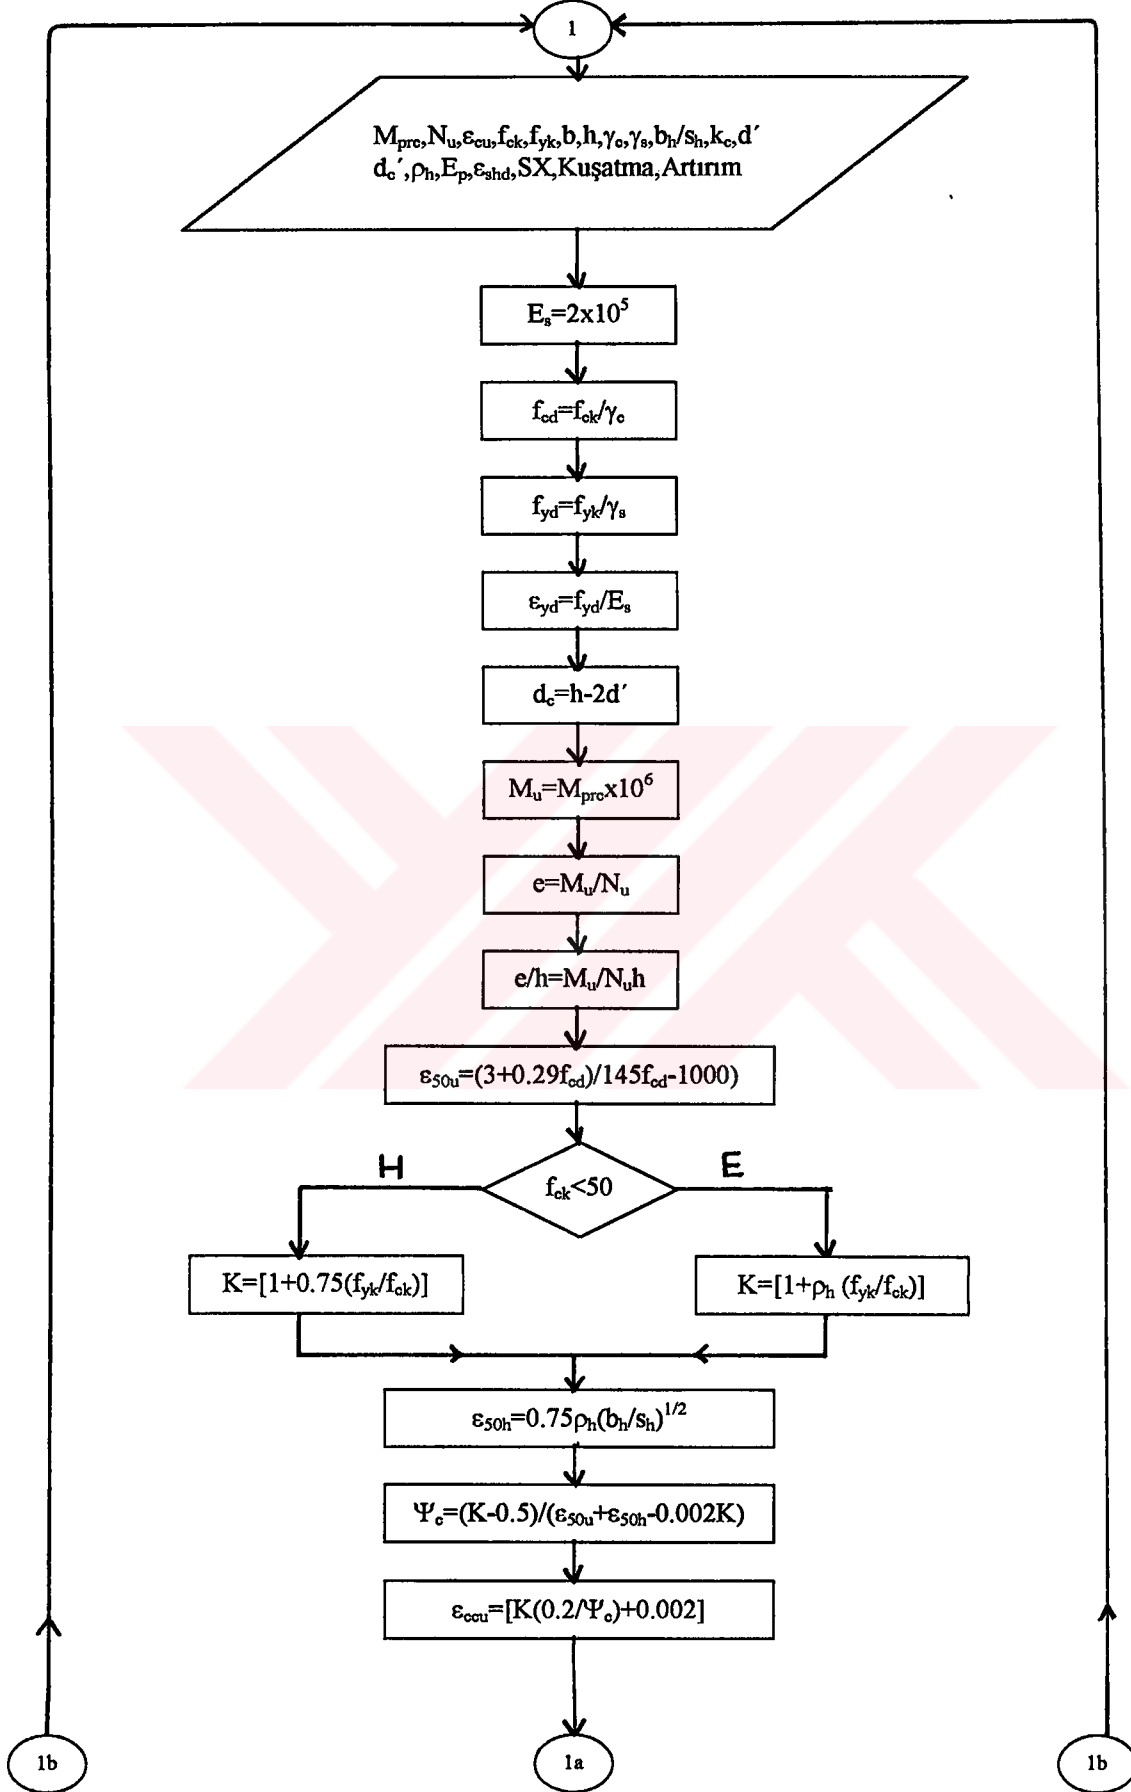 1
M_prc,N_u,ε_cu,f_ck,f_yk,b,h,γ_c,γ_s,b_h/s_h,k_c,d´
d_c´,ρ_h,E_p,ε_shd,SX,Kuşatma,Artırım
E_s=2x10^5
f_cd=f_ck/γ_c
f_yd=f_yk/γ_s
ε_yd=f_yd/E_s
d_c=h-2d´
M_u=M_prc x10^6
e=M_u/N_u
e/h=M_u/N_uh
ε_50u=(3+0.29f_cd)/145f_cd-1000)
H
f_ck<50
E
K=[1+0.75(f_yk/f_ck)]
K=[1+ρ_h (f_yk/f_ck)]
ε_50h=0.75ρ_h(b_h/s_h)^1/2
Ψ_c=(K-0.5)/(ε_50u+ε_50h-0.002K)
ε_ccu=[K(0.2/Ψ_c)+0.002]
1b
1a
1b